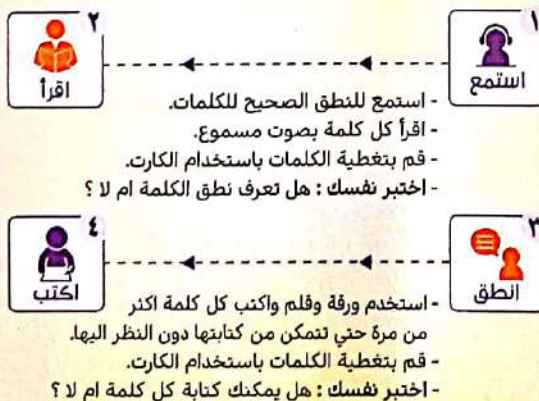 ١
استمع
٢
اقرأ
- استمع للنطق الصحيح للكلمات.
- اقرأ كل كلمة بصوت مسموع.
- قم بتغطية الكلمات باستخدام الكارت.
- اختبر نفسك : هل تعرف نطق الكلمة ام لا ؟
٣
انطق
٤
اكتب
- استخدم ورقة وقلم واكتب كل كلمة اكثر
من مرة حتي تتمكن من كتابتها دون النظر اليها.
- قم بتغطية الكلمات باستخدام الكارت.
- اختبر نفسك : هل يمكنك كتابة كل كلمة ام لا ؟